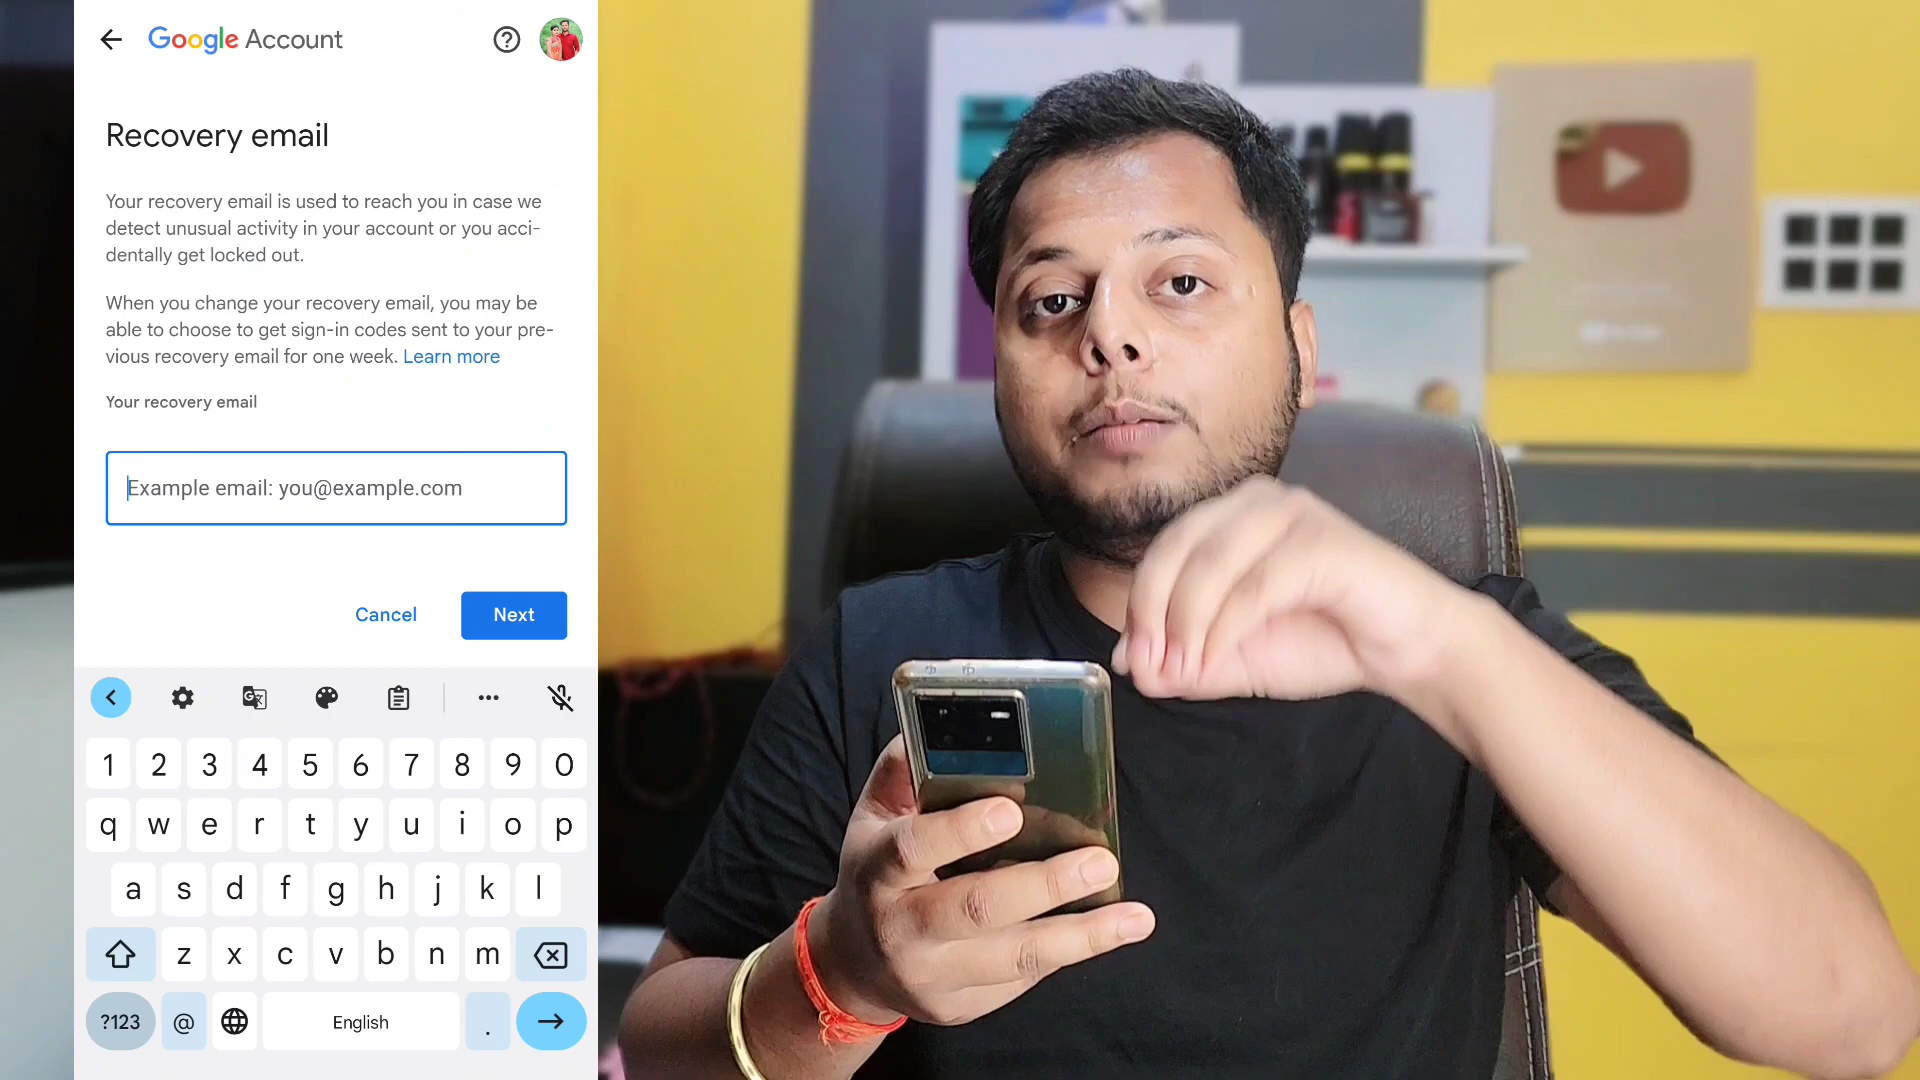 Google Account
Recovery email
Your recovery email is used to reach you in case we
detect unusual activity in your account or you acci-
dentally get locked out.
When you change your recovery email, you may be
able to choose to get sign-in codes sent to your pre-
vious recovery email for one week. Learn more
Your recovery email
Example email: you@example.com
Cancel Next
1 2 3 4 5 6 7 8 9 0
q w e r t y u i o p
a s d f g h j k l
z x c v b n m
?123 @ English .